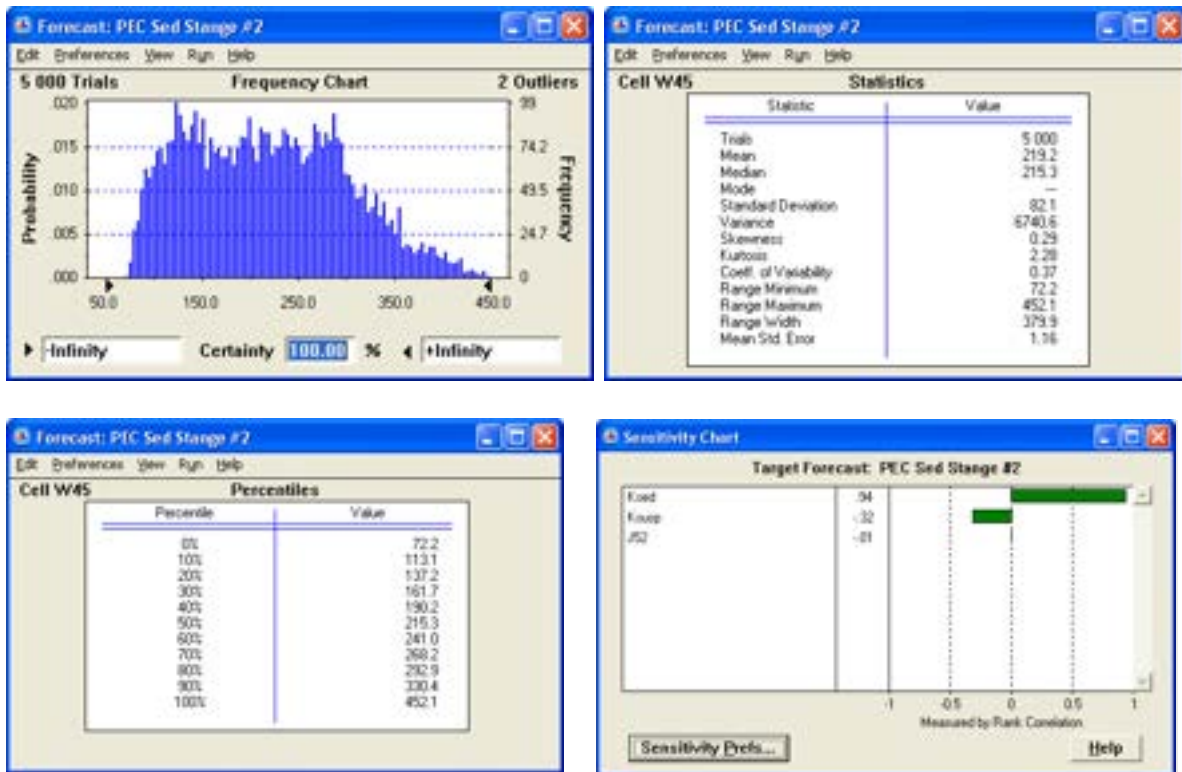 Forecast: PEC Sed Stange #2
Edit Preferences View Run Help
5 000 Trials Frequency Chart 2 Outliers
.020 99
.015 74.2
.010 49.5
.005 24.7
.000 0
Probability
Frequency
50.0 150.0 250.0 350.0 450.0
-Infinity Certainty 100.00 % +Infinity
Forecast: PEC Sed Stange #2
Edit Preferences View Run Help
Cell W45 Statistics
Statistic Value
Trials 5 000
Mean 219.2
Median 215.3
Mode ---
Standard Deviation 82.1
Variance 6740.6
Skewness 0.29
Kurtosis 2.28
Coeff. of Variability 0.37
Range Minimum 72.2
Range Maximum 452.1
Range Width 379.9
Mean Std. Error 1.16
Forecast: PEC Sed Stange #2
Edit Preferences View Run Help
Cell W45 Percentiles
Percentile Value
0% 72.2
10% 113.1
20% 137.2
30% 161.7
40% 190.2
50% 215.3
60% 241.0
70% 268.2
80% 292.9
90% 330.4
100% 452.1
Sensitivity Chart
Target Forecast: PEC Sed Stange #2
.94
-.32
-.01
-1 -0.5 0 0.5 1
Measured by Rank Correlation
Sensitivity Prefs... Help